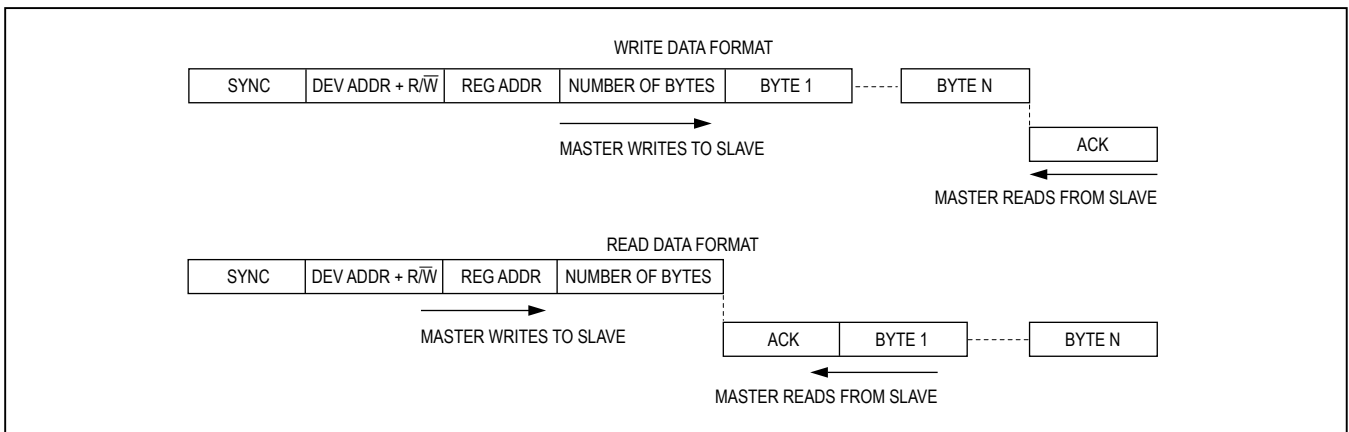 WRITE DATA FORMAT
SYNC DEV ADDR + R/W̅ REG ADDR NUMBER OF BYTES BYTE 1 BYTE N
MASTER WRITES TO SLAVE
ACK
MASTER READS FROM SLAVE
READ DATA FORMAT
SYNC DEV ADDR + R/W̅ REG ADDR NUMBER OF BYTES
MASTER WRITES TO SLAVE
ACK BYTE 1 BYTE N
MASTER READS FROM SLAVE